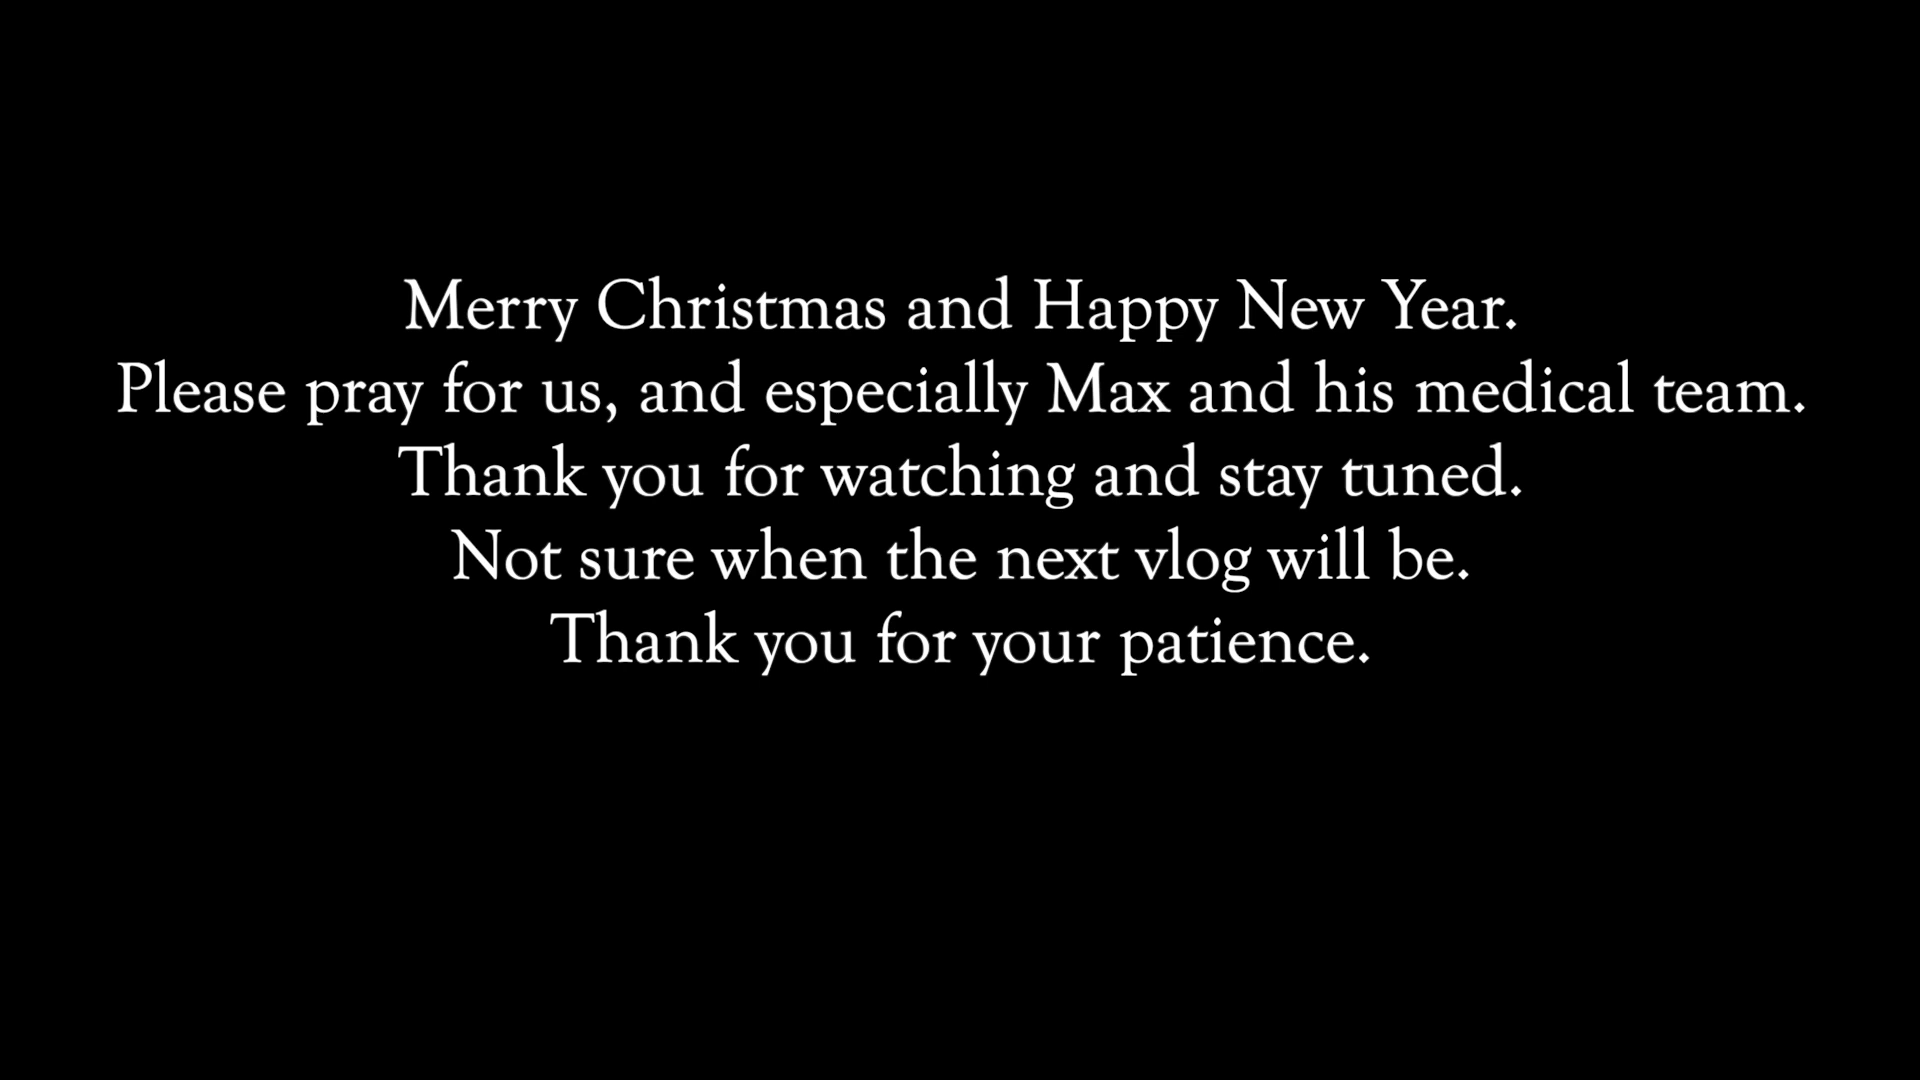 Merry Christmas and Happy New Year.
Please pray for us, and especially Max and his medical team.
Thank you for watching and stay tuned.
Not sure when the next vlog will be.
Thank you for your patience.